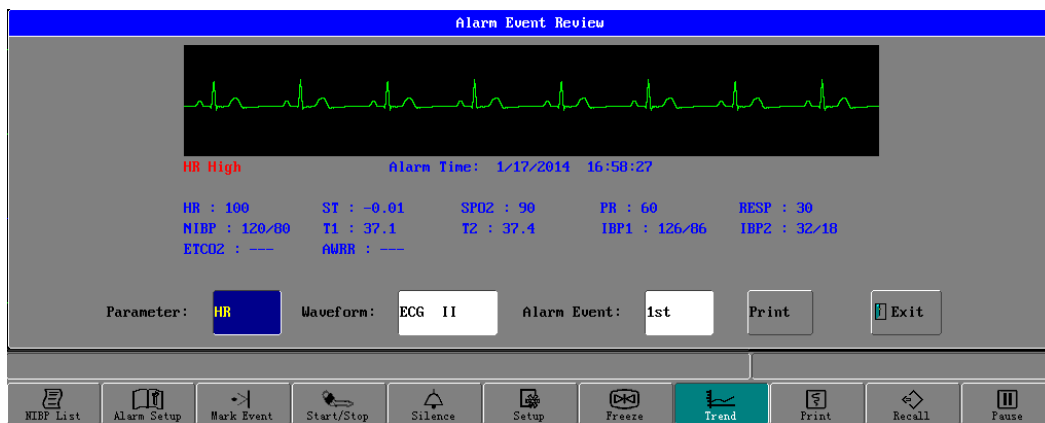 Alarm Event Review
HR High Alarm Time: 1/17/2014 16:58:27
HR : 100 ST : -0.01 SPO2 : 90 PR : 60 RESP : 30
NIBP : 120/80 T1 : 37.1 T2 : 37.4 IBP1 : 126/86 IBP2 : 32/18
ETCO2 : --- AWRR : ---
Parameter: HR Waveform: ECG II Alarm Event: 1st Print Exit
NIBP List Alarm Setup Mark Event Start/Stop Silence Setup Freeze Trend Print Recall Pause